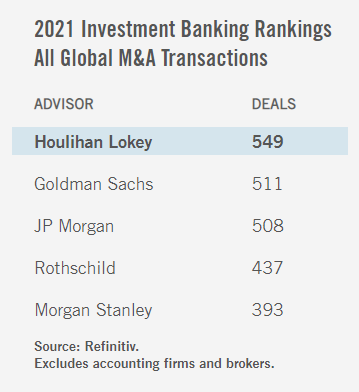 2021 Investment Banking Rankings
All Global M&A Transactions
ADVISOR DEALS
Houlihan Lokey 549
Goldman Sachs 511
JP Morgan 508
Rothschild 437
Morgan Stanley 393
Source: Refinitiv.
Excludes accounting firms and brokers.